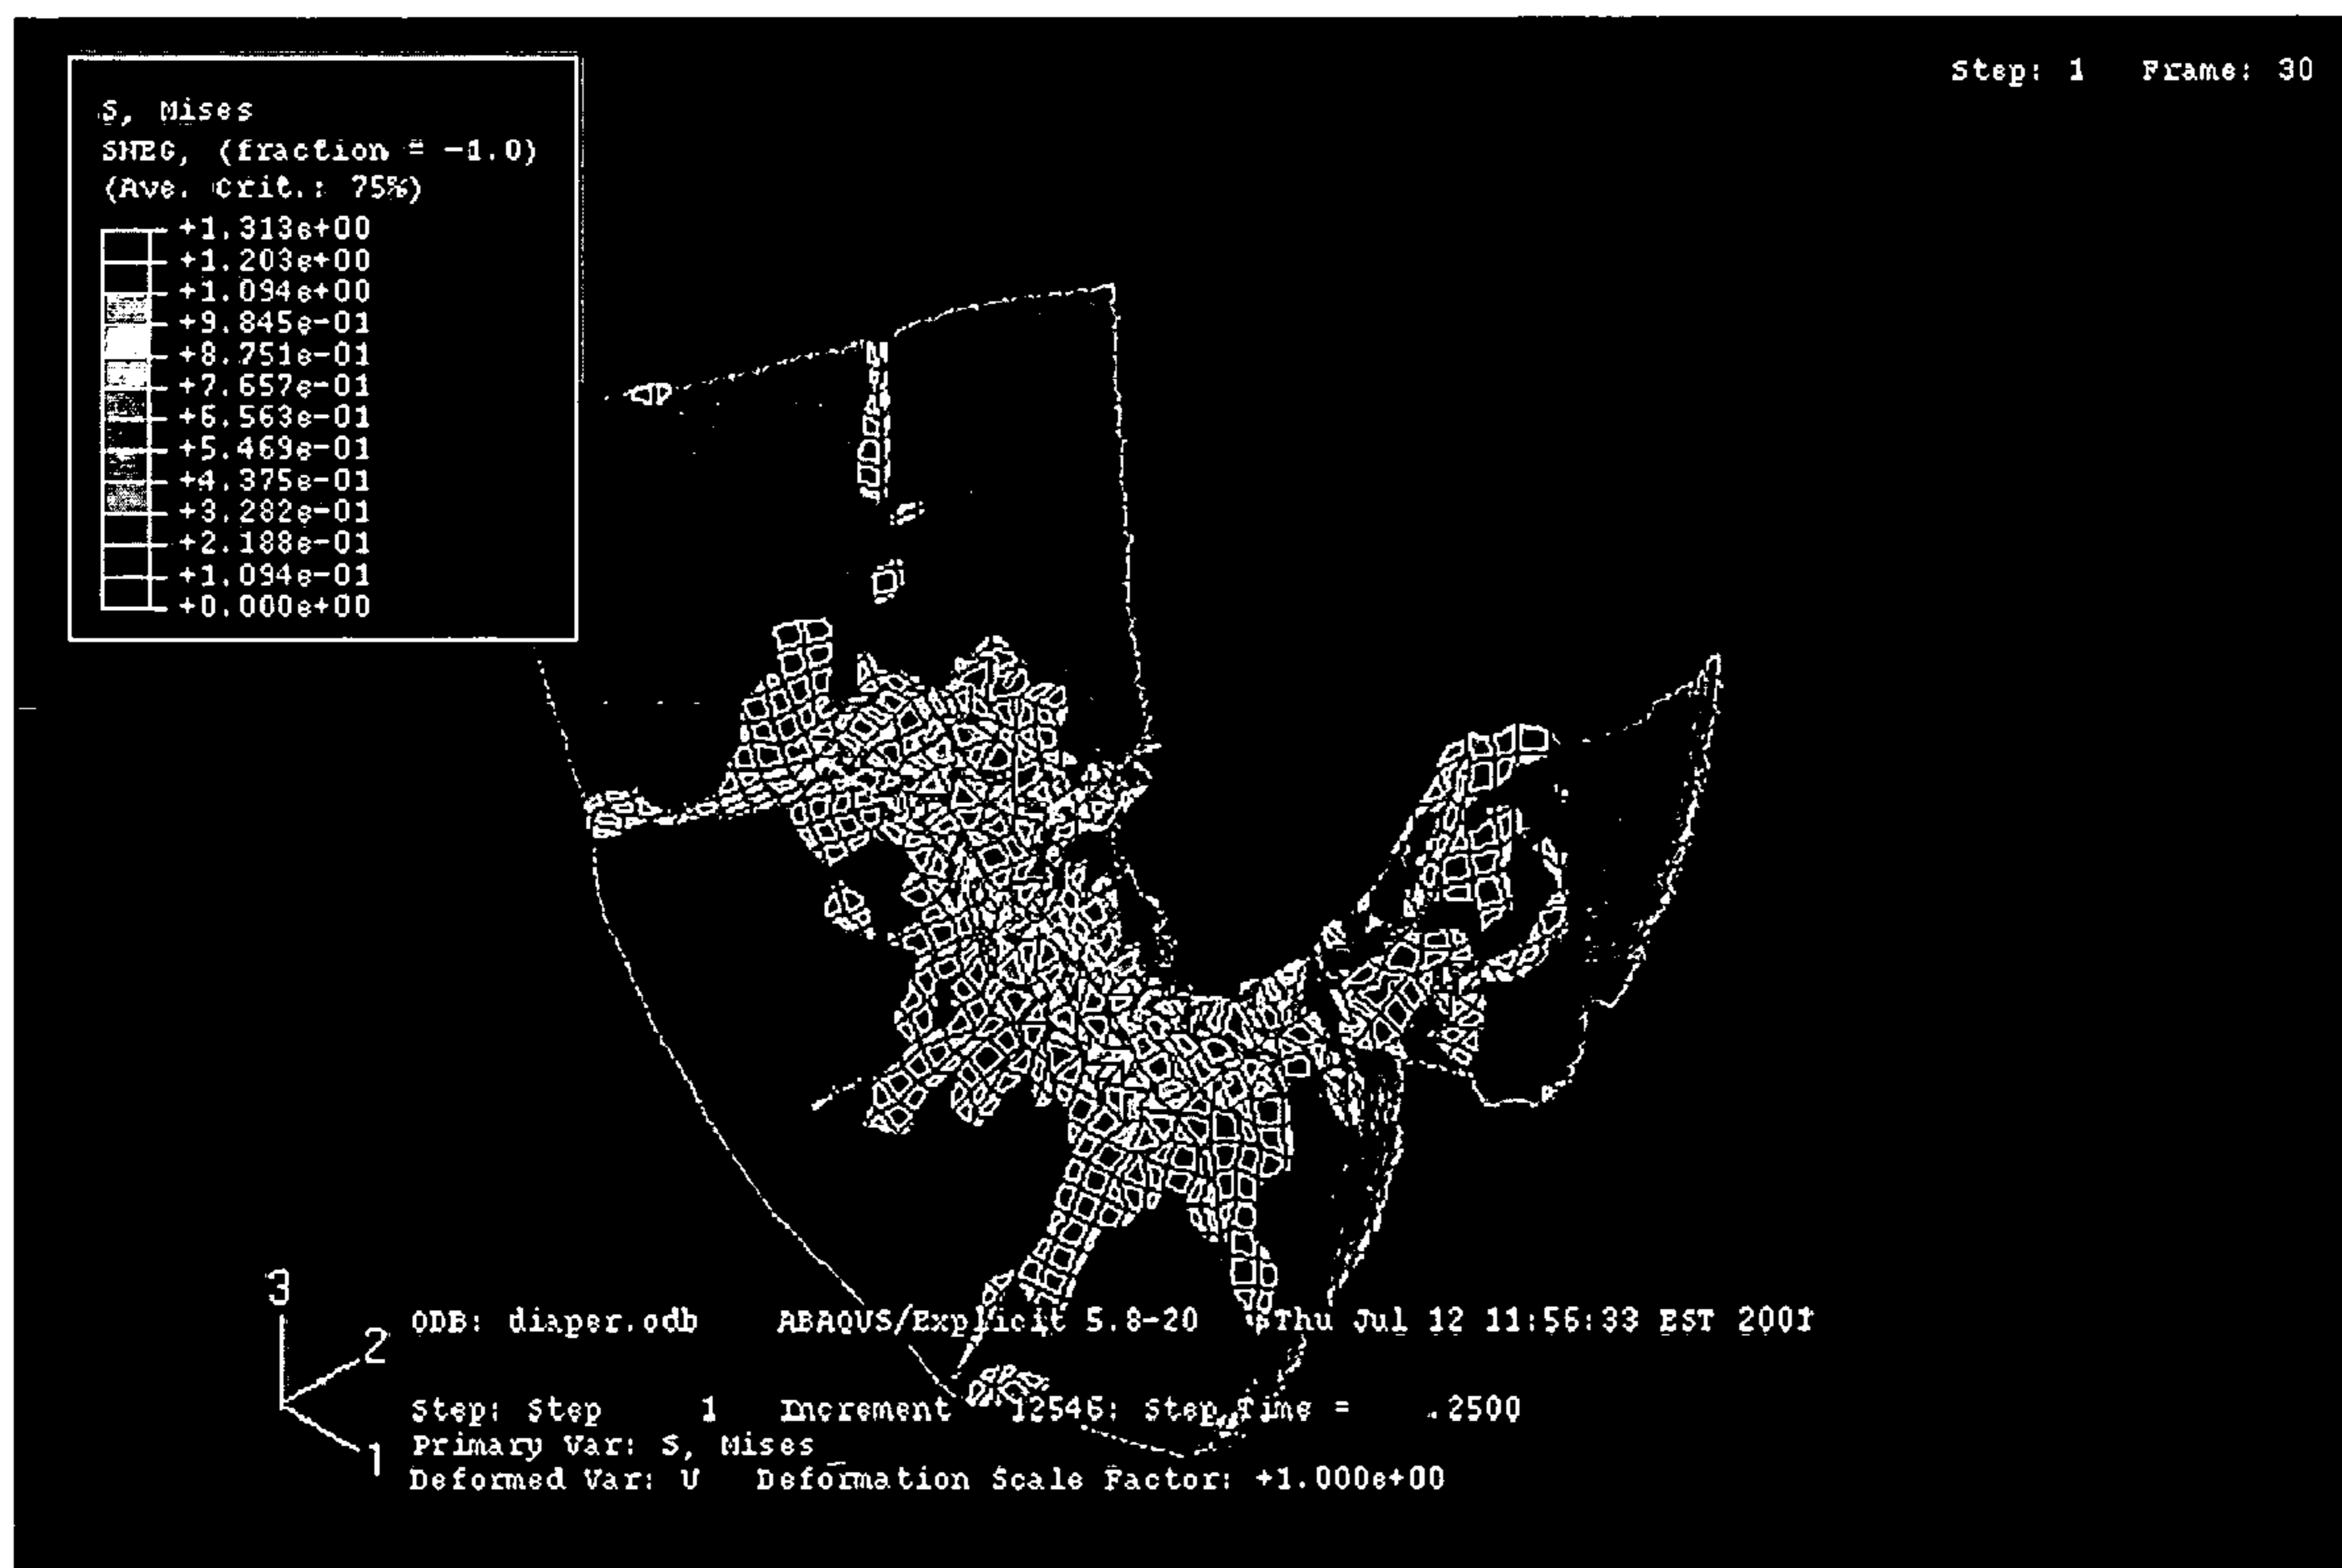 Step: 1 Frame: 30
S, Mises
SNEG, (fraction = -1.0)
(Ave. Crit.: 75%)
+1.313e+00
+1.203e+00
+1.094e+00
+9.845e-01
+8.751e-01
+7.657e-01
+6.563e-01
+5.469e-01
+4.375e-01
+3.282e-01
+2.188e-01
+1.094e-01
+0.000e+00
3
2
1
ODB: diaper.odb ABAQUS/Explicit 5.8-20 Thu Jul 12 11:56:33 EST 2001
Step: Step 1 Increment 12546: Step Time = .2500
Primary Var: S, Mises
Deformed Var: U Deformation Scale Factor: +1.000e+00